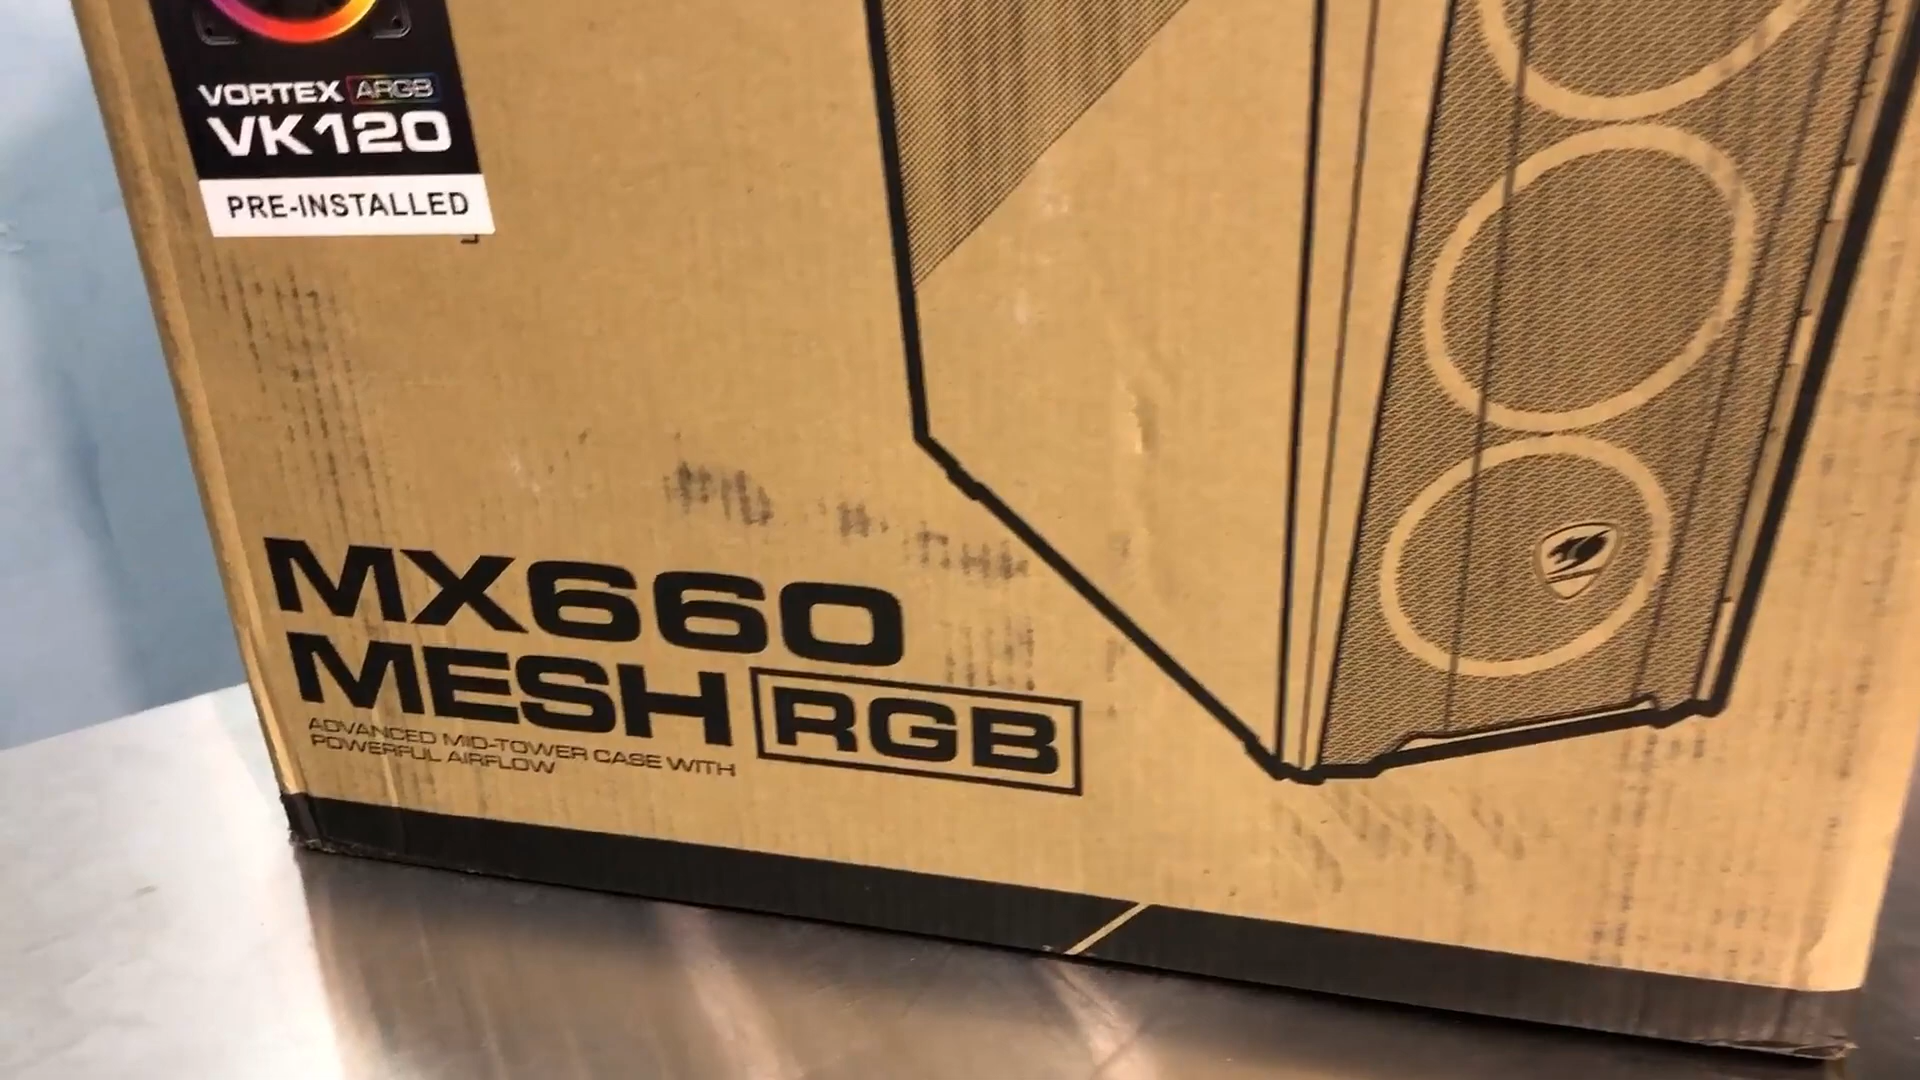 VORTEX ARGB
VK120
PRE-INSTALLED
MX660
MESH RGB
ADVANCED MID-TOWER CASE WITH
POWERFUL AIRFLOW